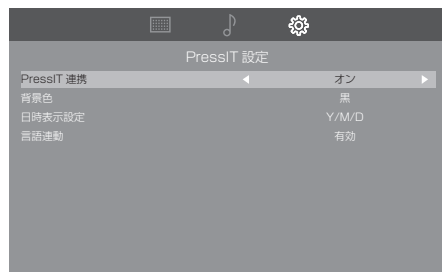 PressIT 設定
PressIT 連携 オン
背景色 黒
日時表示設定 Y/M/D
言語連動 有効